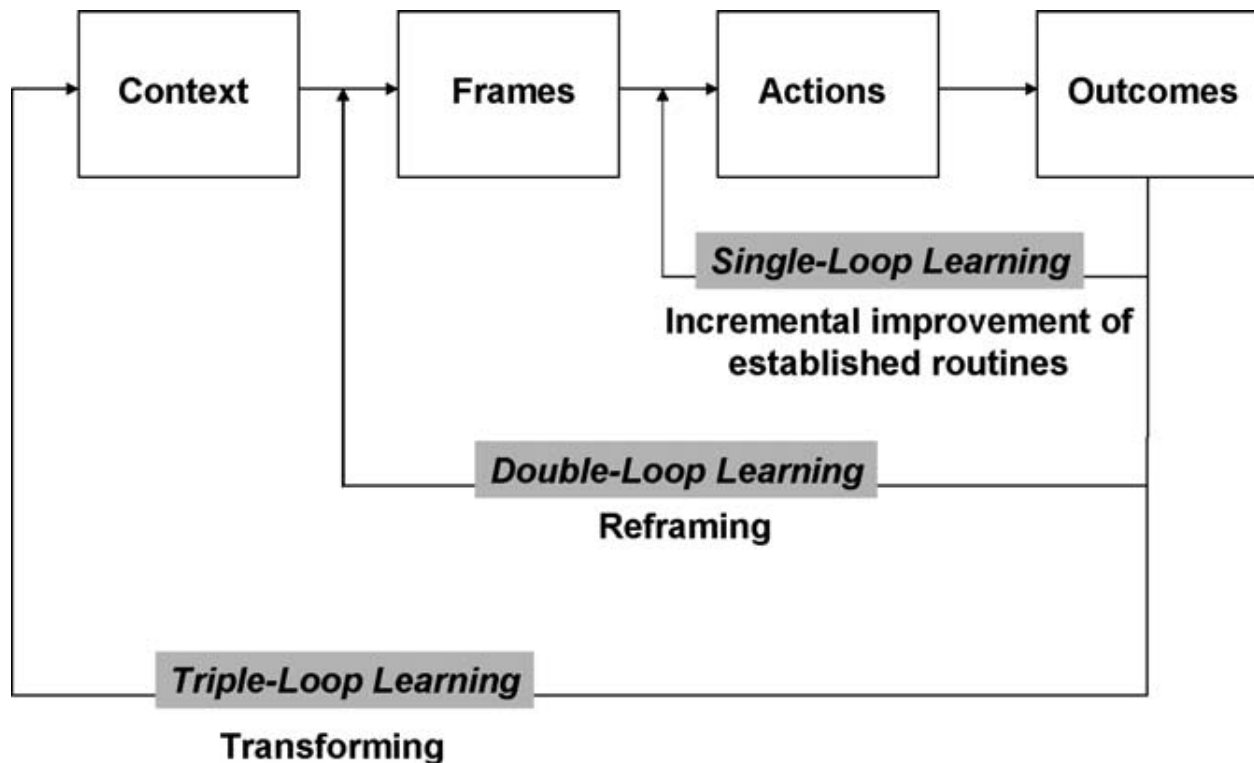 Context
Frames
Actions
Outcomes
Single-Loop Learning
Incremental improvement of
established routines
Double-Loop Learning
Reframing
Triple-Loop Learning
Transforming